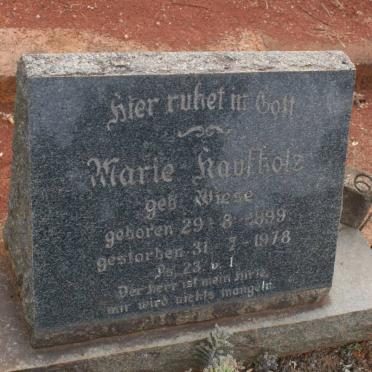 Hier ruhet in Gott
Marie Kaufholz
geb. Wiese
geboren 29. 8. 1899
gestorben 31. 7. 1978
Ps. 23 v. 1
Der Herr ist mein Hirte
mir wird nichts mangeln.